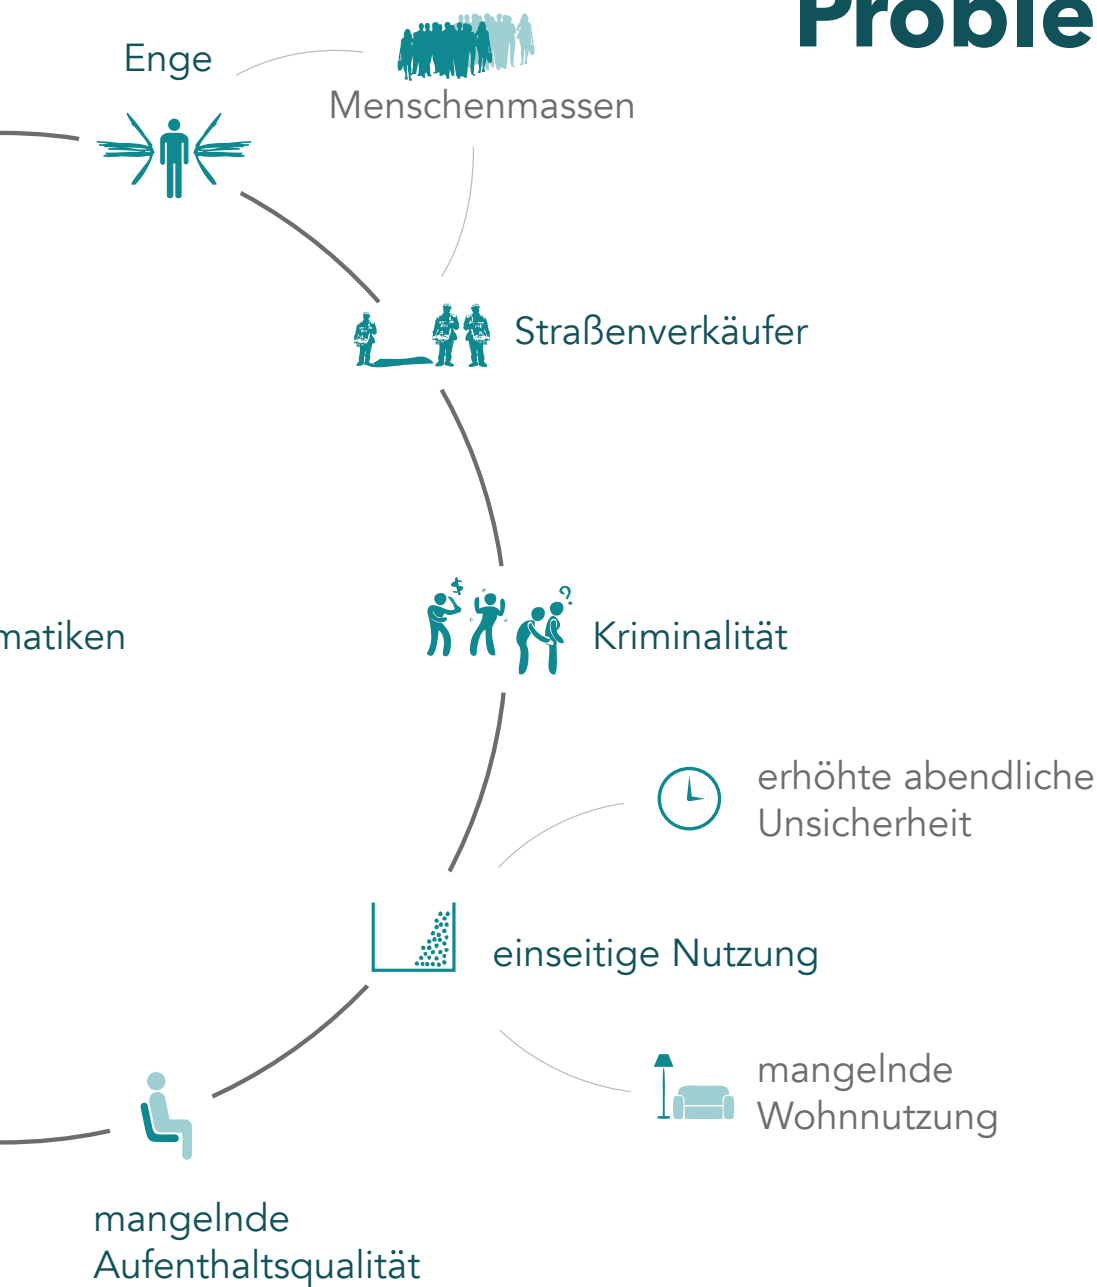 Proble
Enge
Menschenmassen
Straßenverkäufer
matiken
Kriminalität
erhöhte abendliche
Unsicherheit
einseitige Nutzung
mangelnde
Wohnnutzung
mangelnde
Aufenthaltsqualität